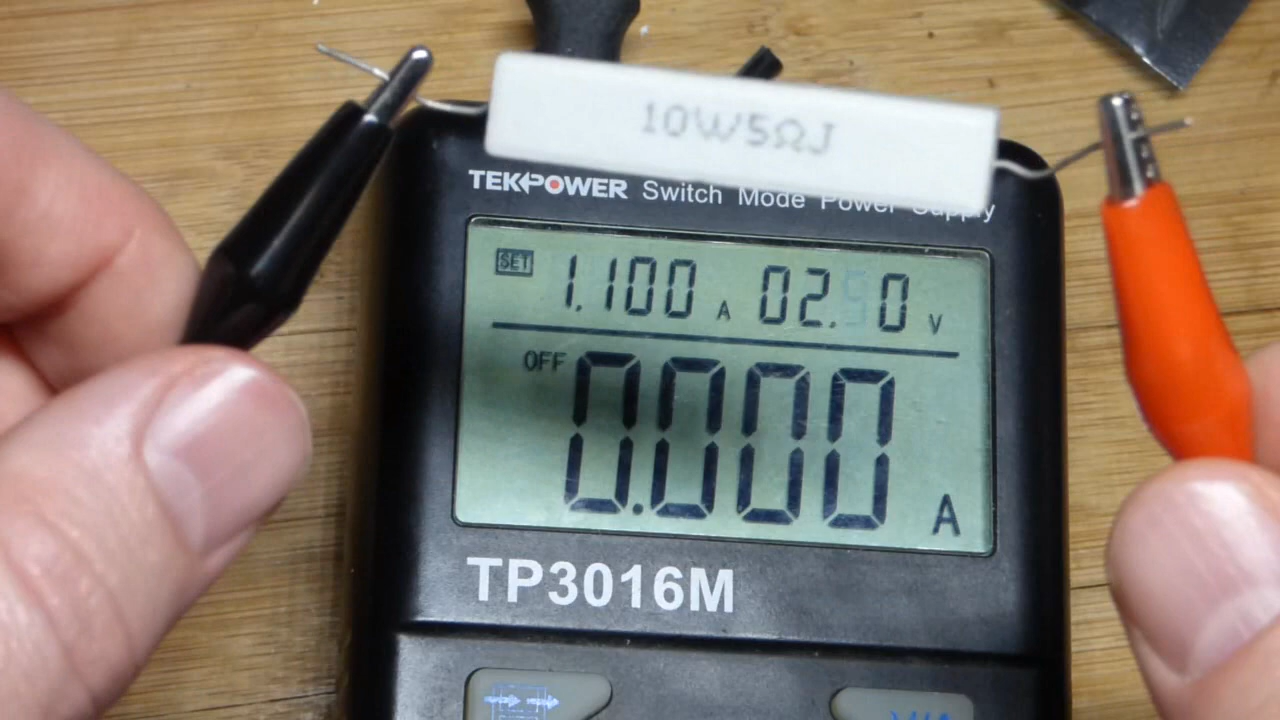 10W5ΩJ
TEKPOWER Switch Mode Power Supply
SET 1.100 A 02.50 V
OFF 0.000 A
TP3016M